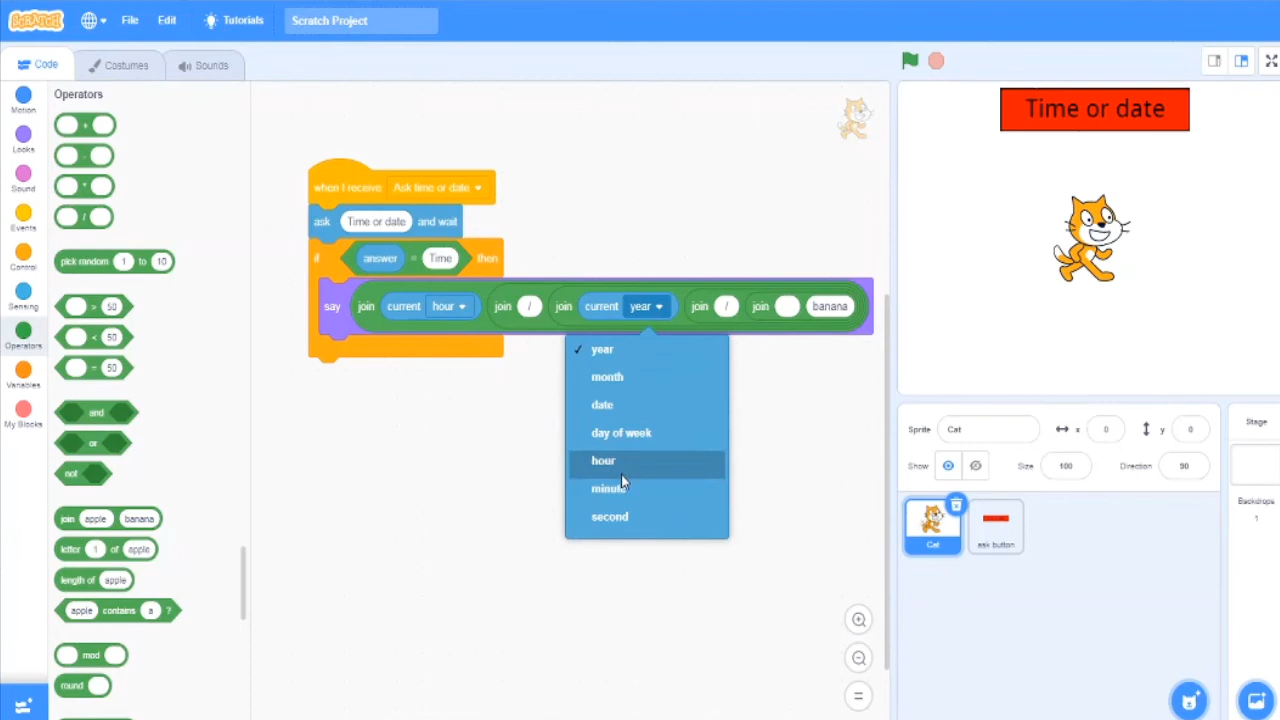 SCRATCH File Edit Tutorials Scratch Project
Code Costumes Sounds
Motion
Looks
Sound
Events
Control
Sensing
Operators
Variables
My Blocks
Operators
+
-
*
/
pick random 1 to 10
> 50
< 50
= 50
and
or
not
join apple banana
letter 1 of apple
length of apple
apple contains a ?
mod
round
when I receive Ask time or date
ask Time or date and wait
if answer = Time then
say join current hour join / join current year join / join banana
year
month
date
day of week
hour
minute
second
Time or date
Sprite Cat x 0 y 0
Show Size 100 Direction 90
Cat
ask button
Stage
Backdrops
1